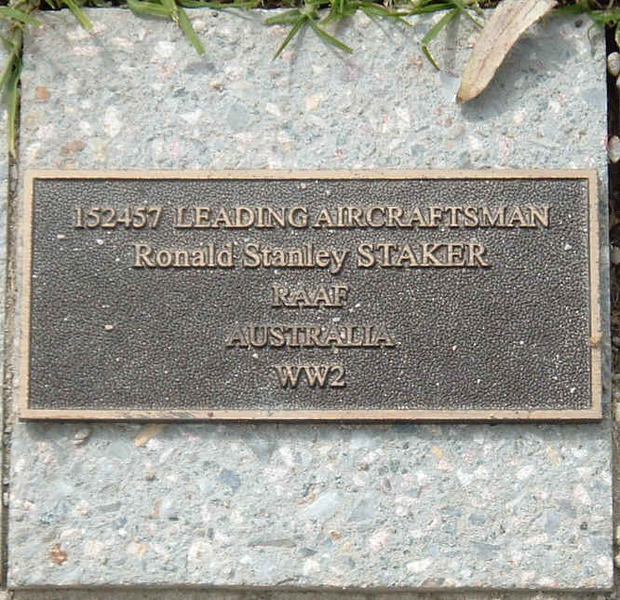 152457 LEADING AIRCRAFTSMAN
Ronald Stanley STAKER
RAAF
AUSTRALIA
WW2